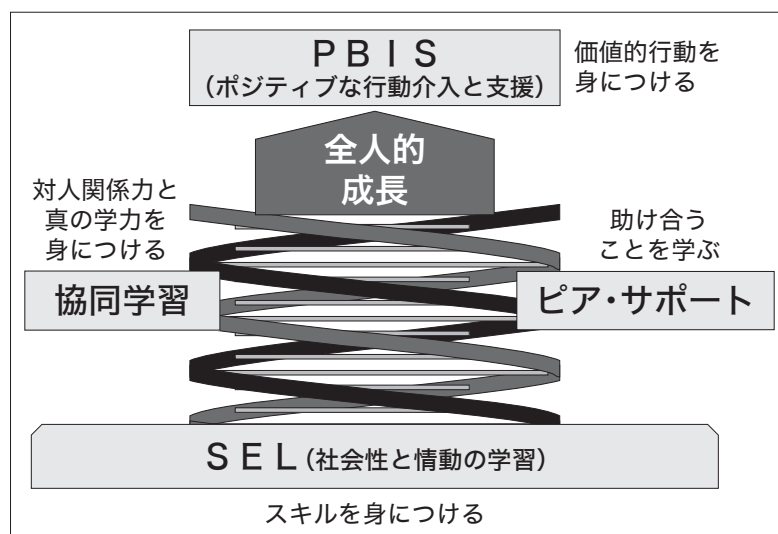 PBIS
(ポジティブな行動介入と支援)
価値的行動を
身につける
全人的
成長
対人関係力と
真の学力を
身につける
助け合う
ことを学ぶ
協同学習
ピア・サポート
SEL(社会性と情動の学習)
スキルを身につける